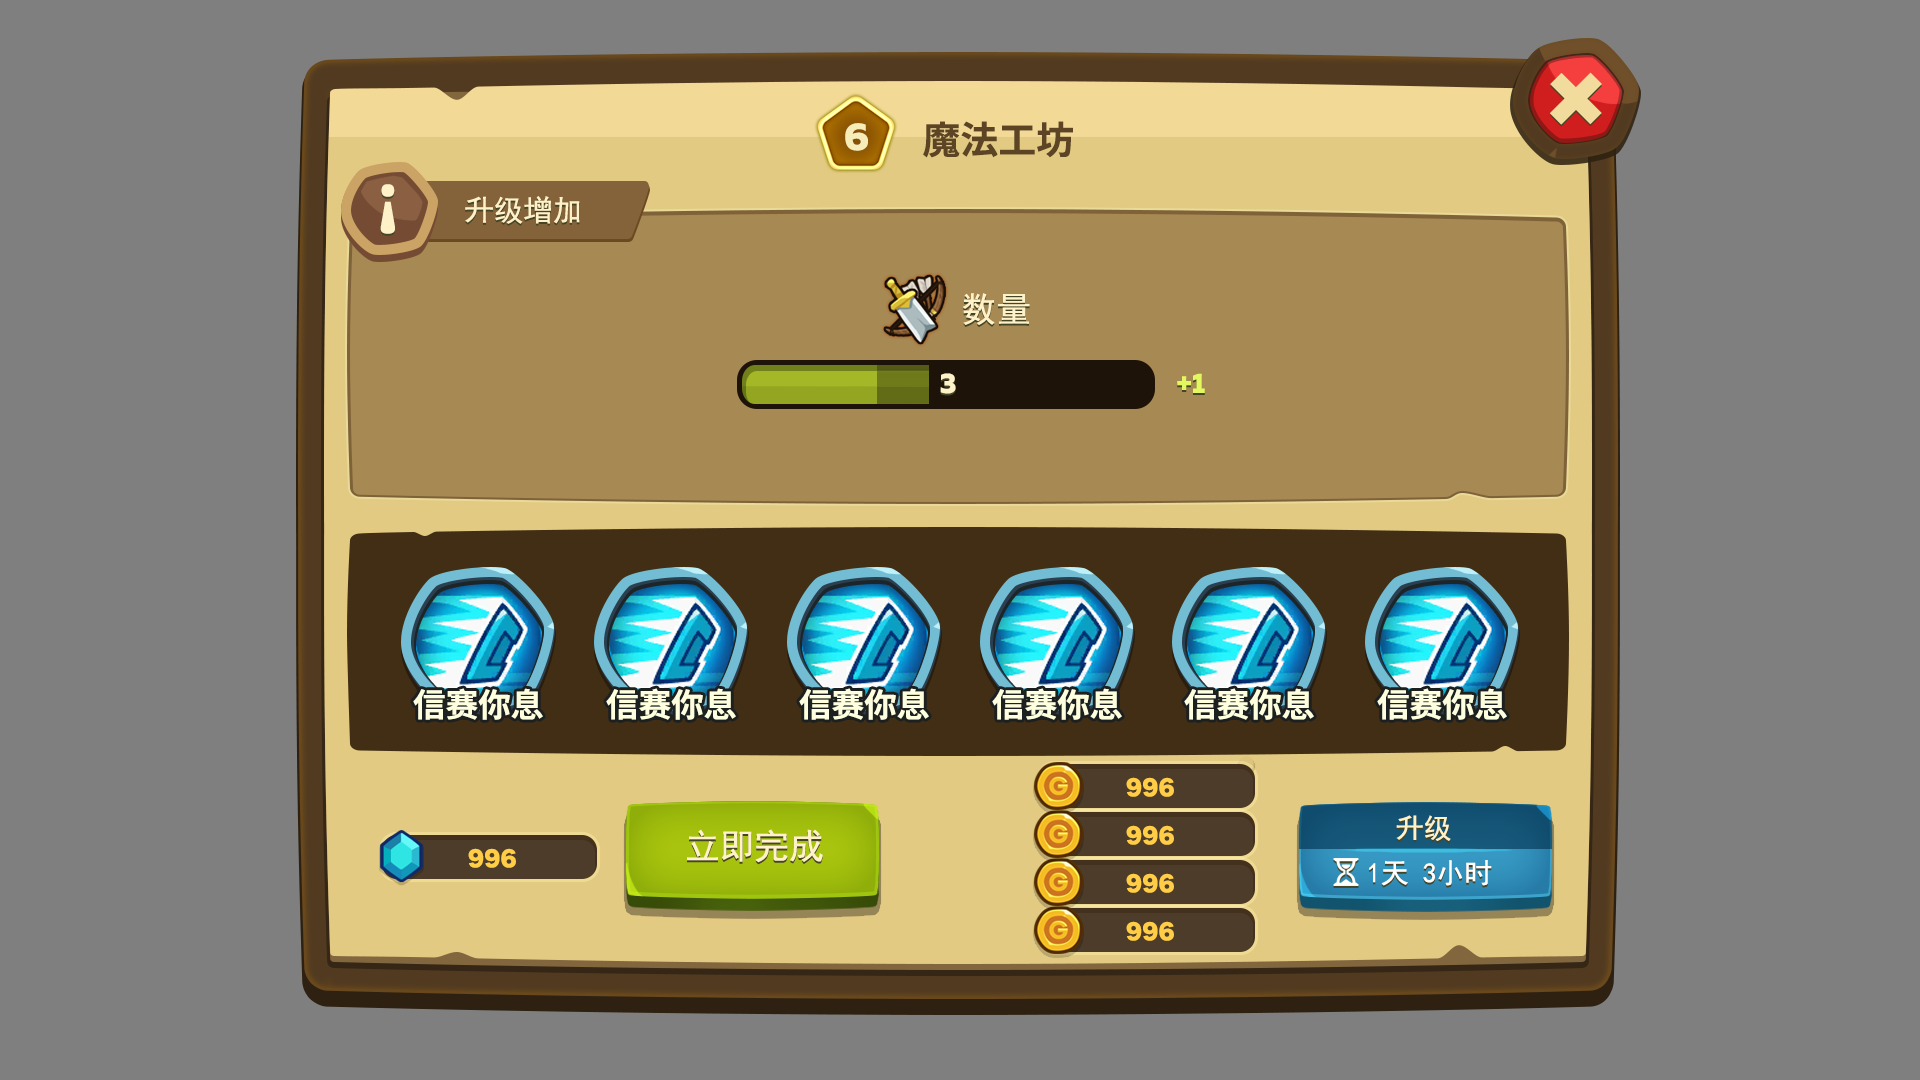 6 魔法工坊
升级增加
数量
3 +1
信赛你息 信赛你息 信赛你息 信赛你息 信赛你息 信赛你息
996
立即完成
996
996
996
996
升级
1天 3小时